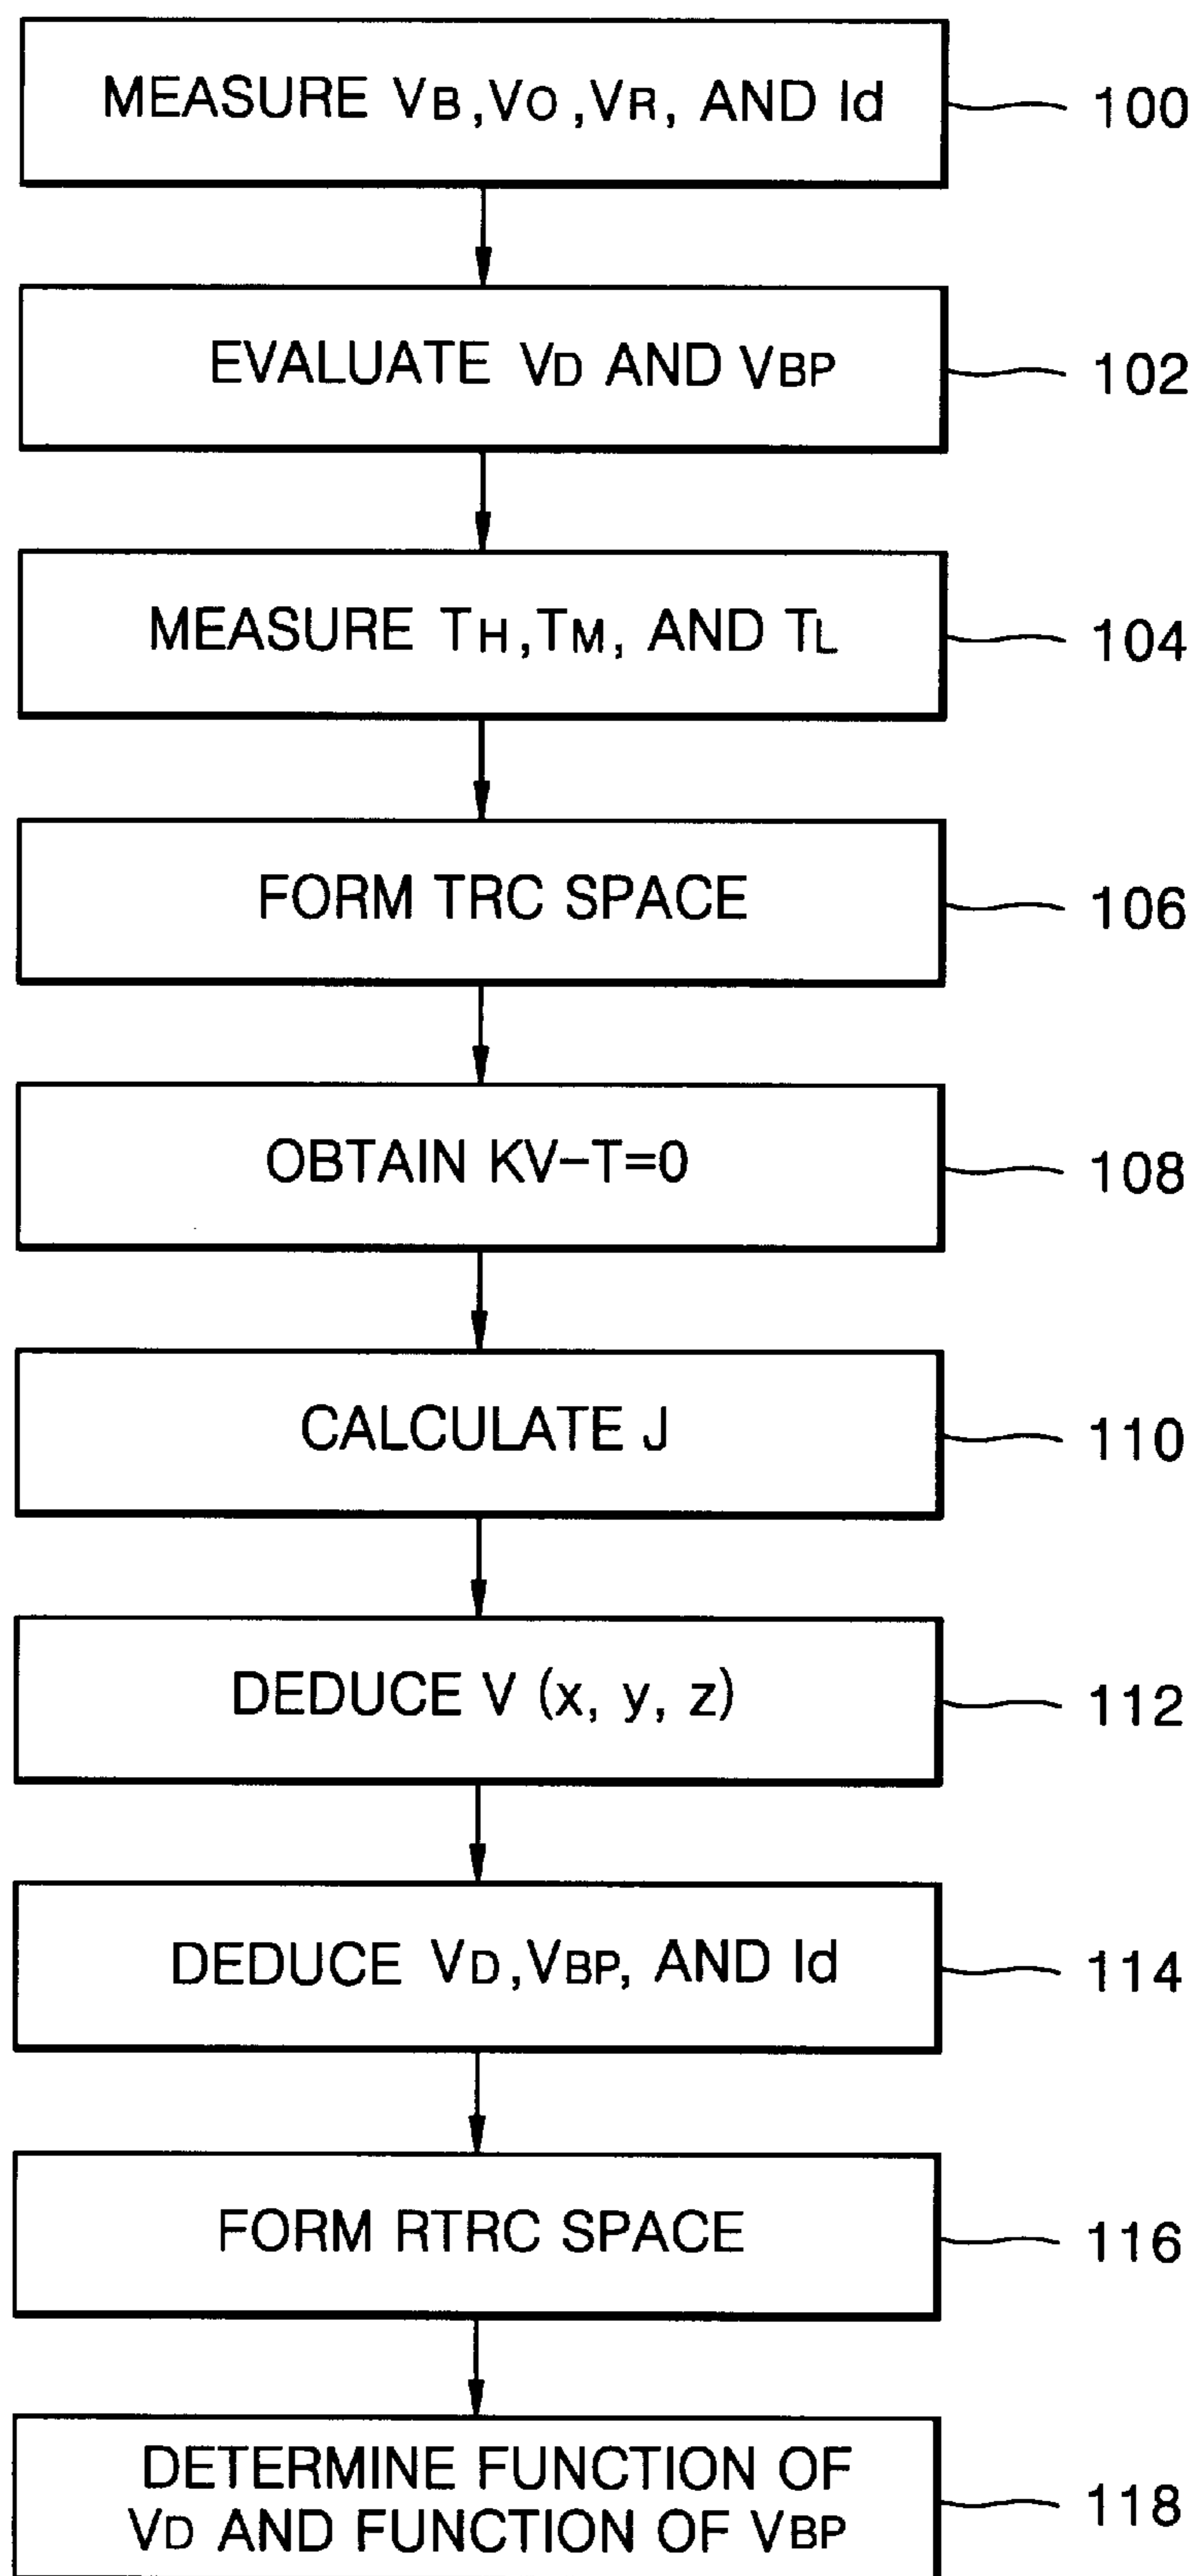 MEASURE VB,VO,VR, AND Id
100
EVALUATE VD AND VBP
102
MEASURE TH,TM, AND TL
104
FORM TRC SPACE
106
OBTAIN KV-T=0
108
CALCULATE J
110
DEDUCE V (x, y, z)
112
DEDUCE VD,VBP, AND Id
114
FORM RTRC SPACE
116
DETERMINE FUNCTION OF
VD AND FUNCTION OF VBP
118